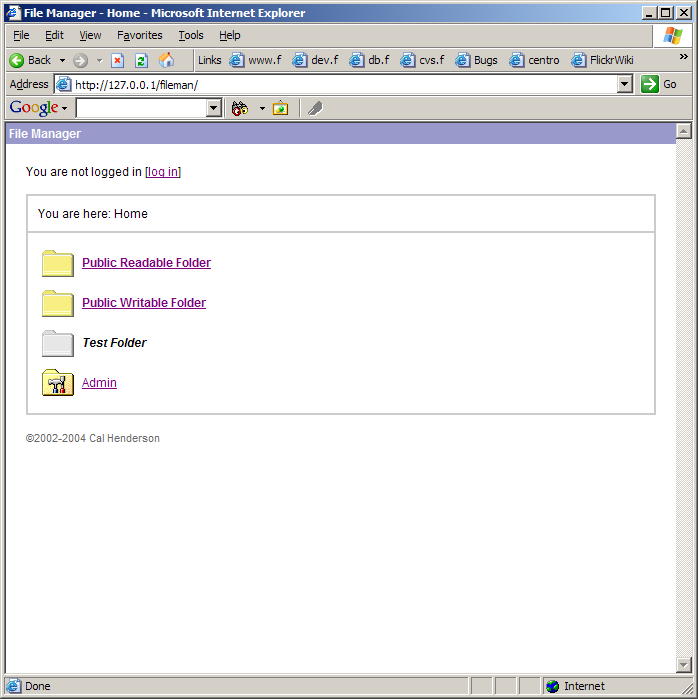 File Manager - Home - Microsoft Internet Explorer
File Edit View Favorites Tools Help
Back Links www.f dev.f db.f cvs.f Bugs centro FlickrWiki »
Address http://127.0.0.1/fileman/ Go
Google
File Manager
You are not logged in [log in]
You are here: Home
Public Readable Folder
Public Writable Folder
Test Folder
Admin
©2002-2004 Cal Henderson
Done Internet